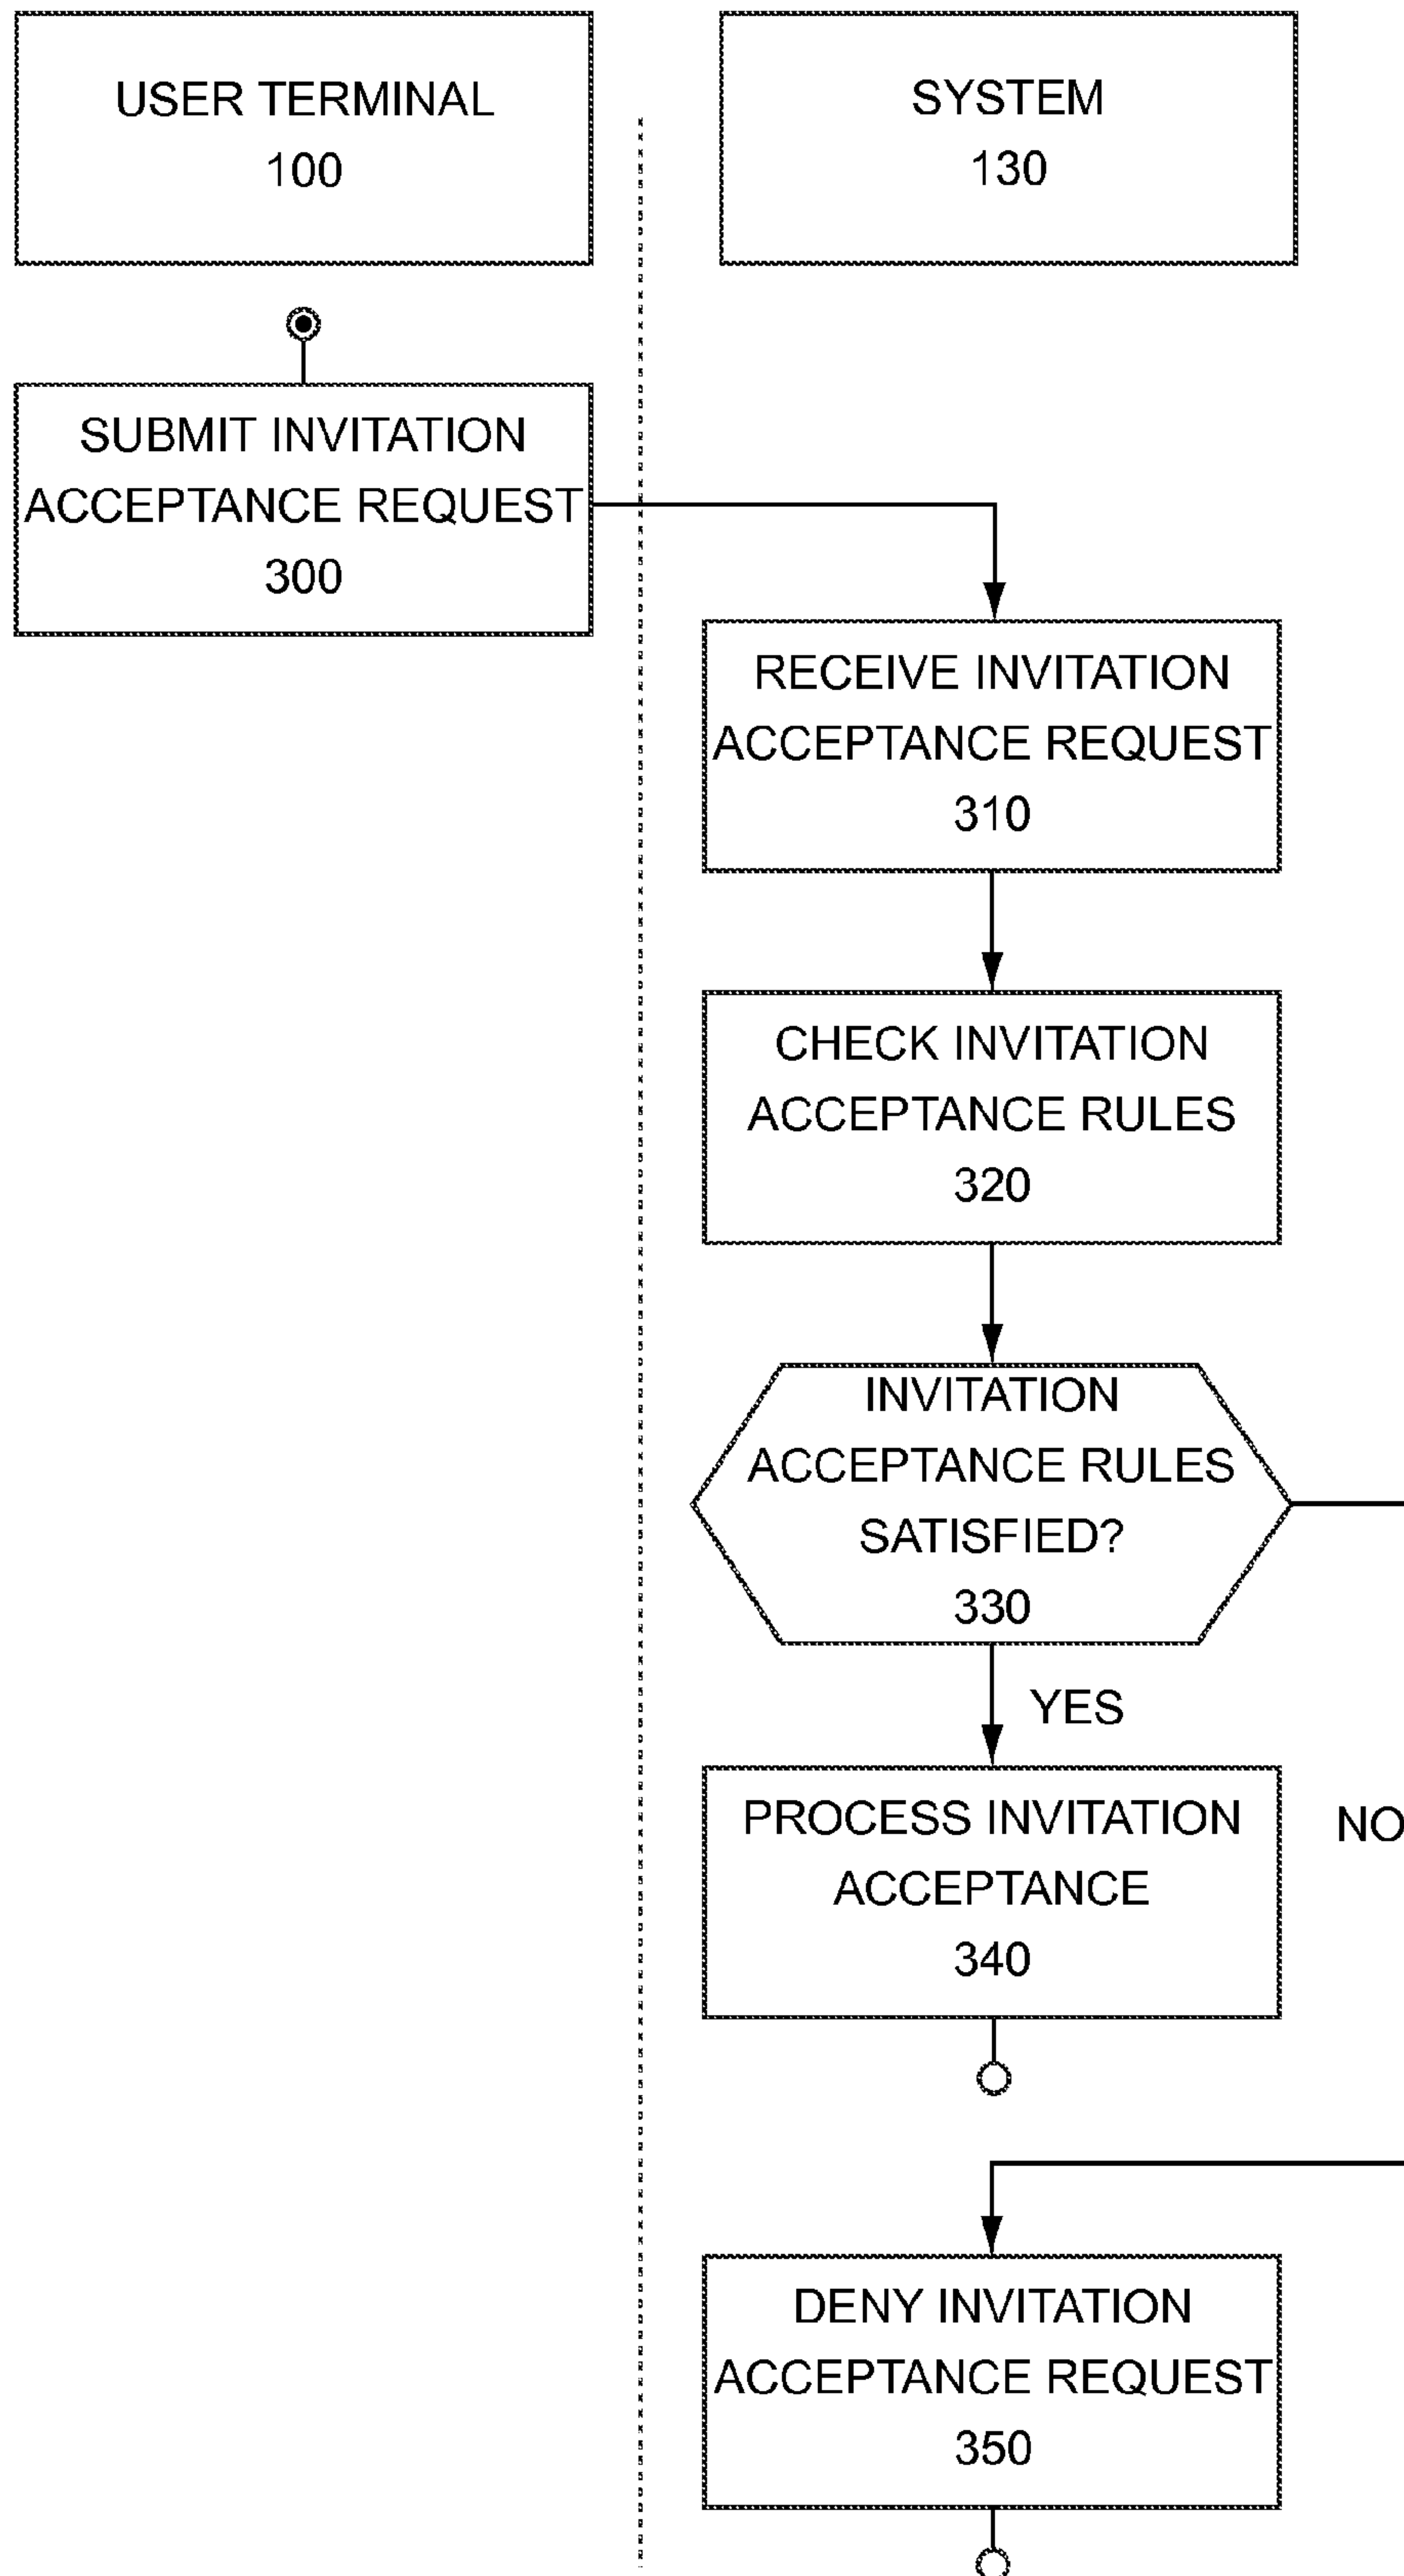 USER TERMINAL
100
SYSTEM
130
SUBMIT INVITATION
ACCEPTANCE REQUEST
300
RECEIVE INVITATION
ACCEPTANCE REQUEST
310
CHECK INVITATION
ACCEPTANCE RULES
320
INVITATION
ACCEPTANCE RULES
SATISFIED?
330
YES
PROCESS INVITATION
ACCEPTANCE
340
NO
DENY INVITATION
ACCEPTANCE REQUEST
350